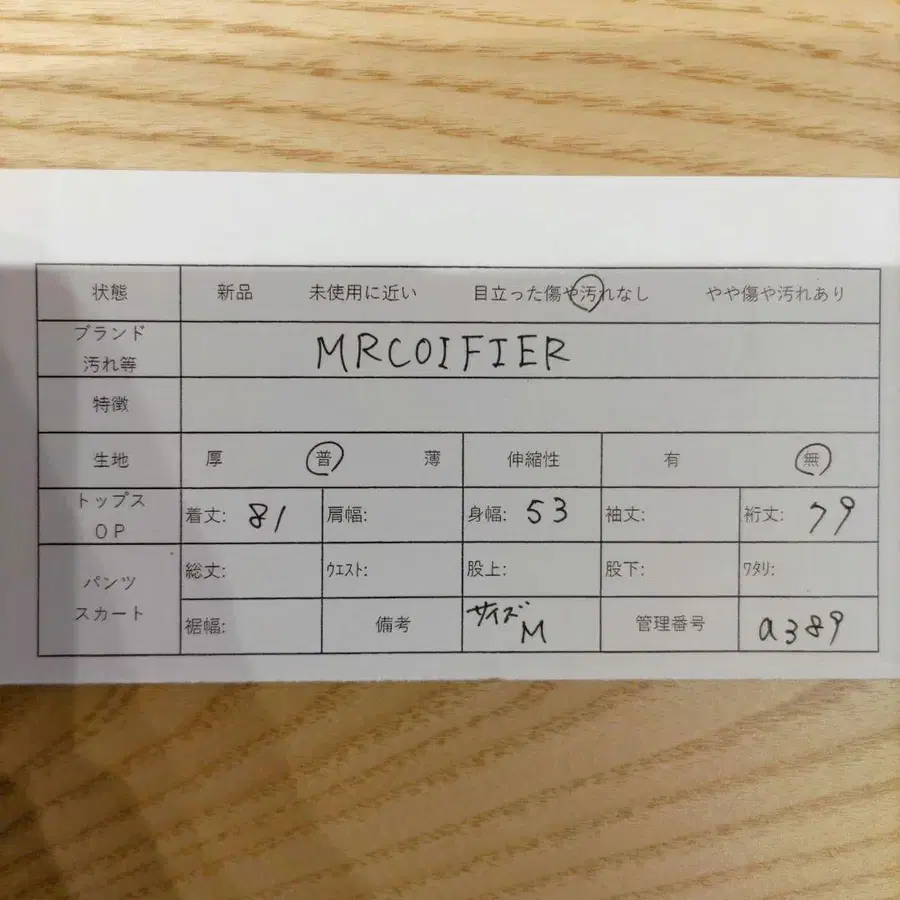 状態 新品 未使用に近い 目立った傷や汚れなし やや傷や汚れあり
ブランド
汚れ等 MRCOIFIER
特徴
生地 厚 普 薄 伸縮性 有 無
トップス
OP 着丈: 81 肩幅: 身幅: 53 袖丈: 裄丈: 79
パンツ
スカート 総丈: ウエスト: 股上: 股下: ワタリ:
裾幅: 備考 サイズ M 管理番号 a389